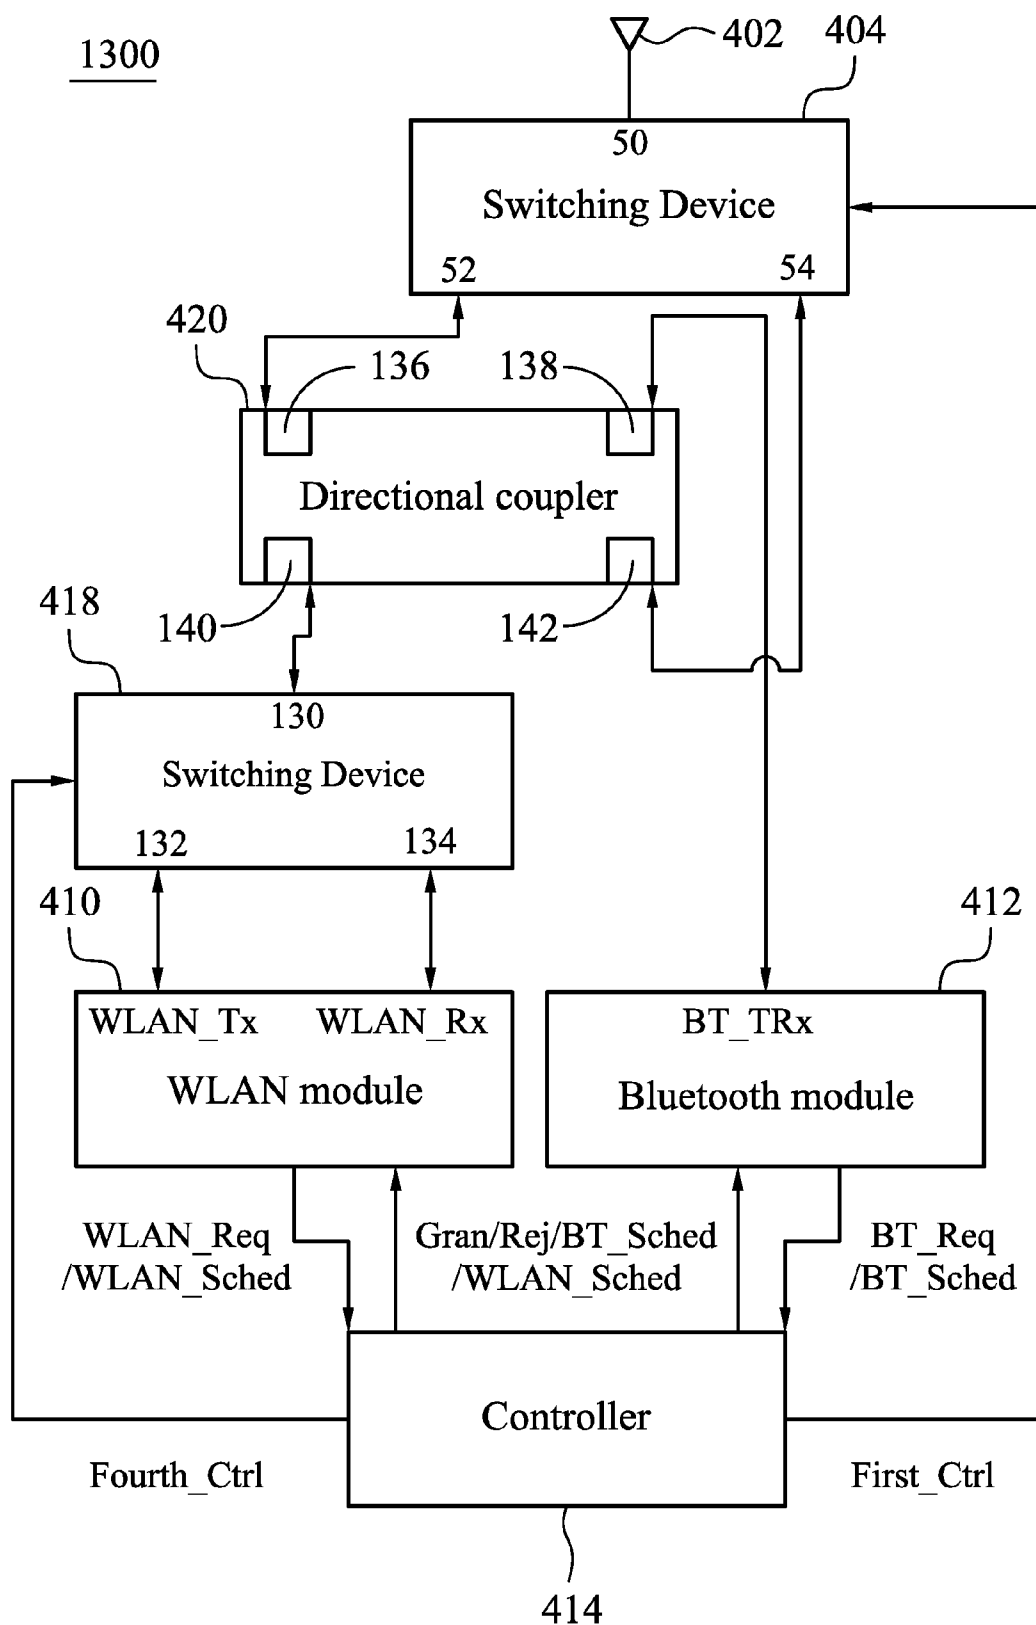 1300
402
404
50
Switching Device
52
54
420
136
138
Directional coupler
418
140
142
130
Switching Device
132
134
410
412
WLAN_Tx
WLAN_Rx
BT_TRx
WLAN module
Bluetooth module
WLAN_Req
/WLAN_Sched
Gran/Rej/BT_Sched
/WLAN_Sched
BT_Req
/BT_Sched
Controller
Fourth_Ctrl
First_Ctrl
414